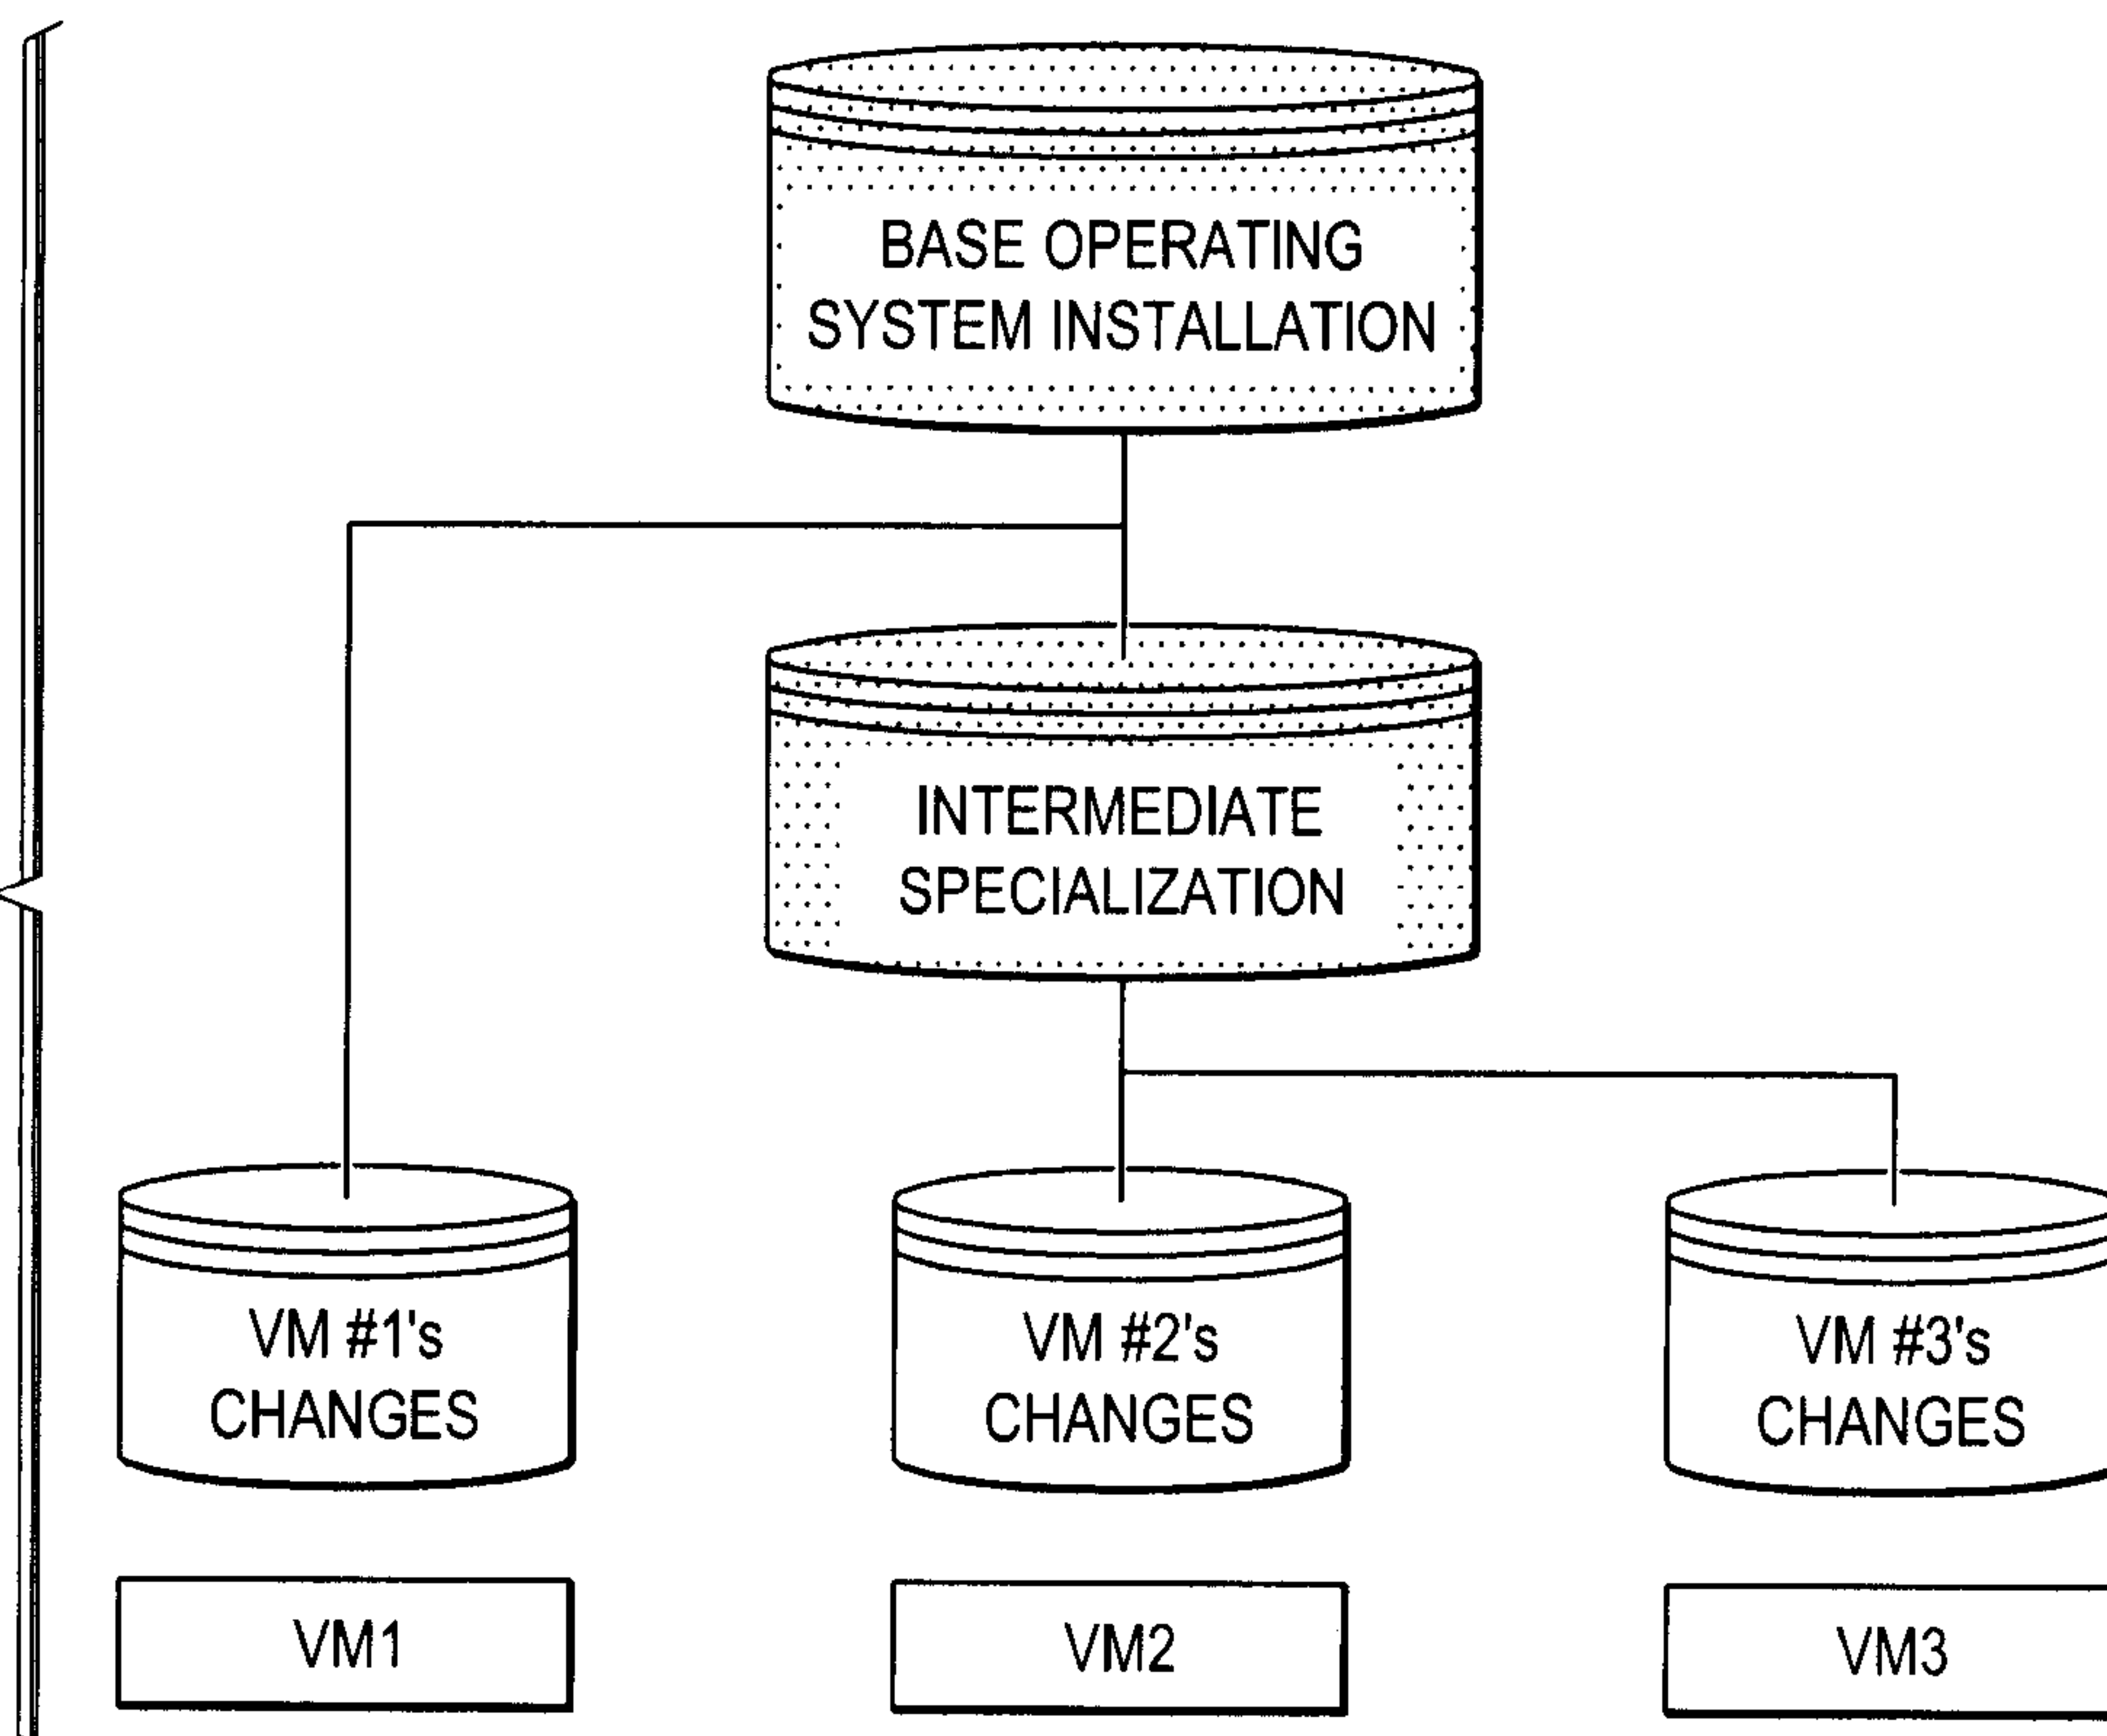 BASE OPERATING
SYSTEM INSTALLATION
INTERMEDIATE
SPECIALIZATION
VM #1's
CHANGES
VM #2's
CHANGES
VM #3's
CHANGES
VM1
VM2
VM3